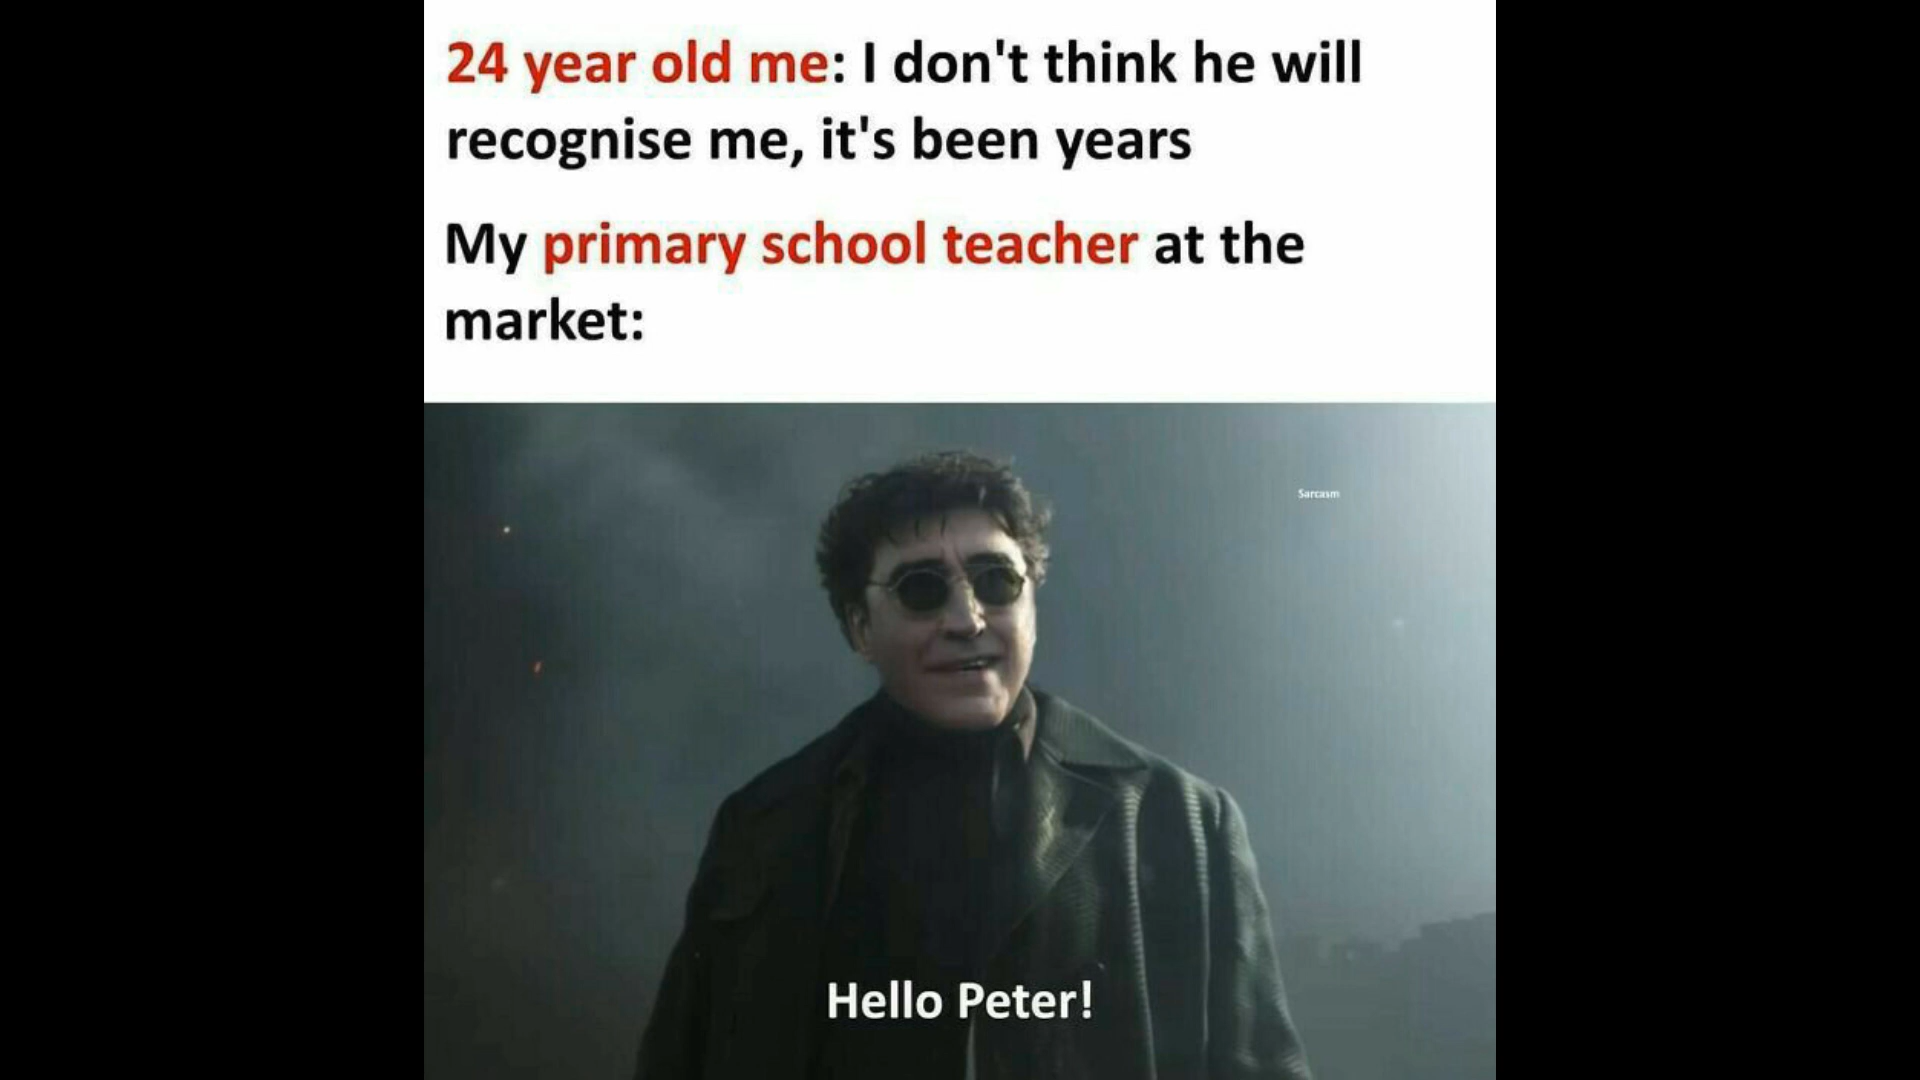 24 year old me: I don't think he will
recognise me, it's been years
My primary school teacher at the
market:
Sarcasm
Hello Peter!